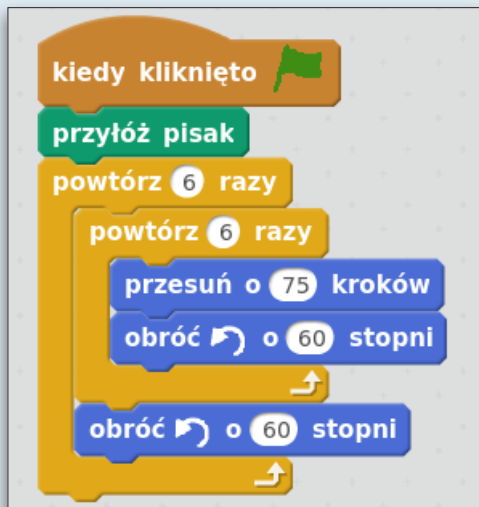 kiedy kliknięto
przyłóż pisak
powtórz 6 razy
powtórz 6 razy
przesuń o 75 kroków
obróć o 60 stopni
obróć o 60 stopni